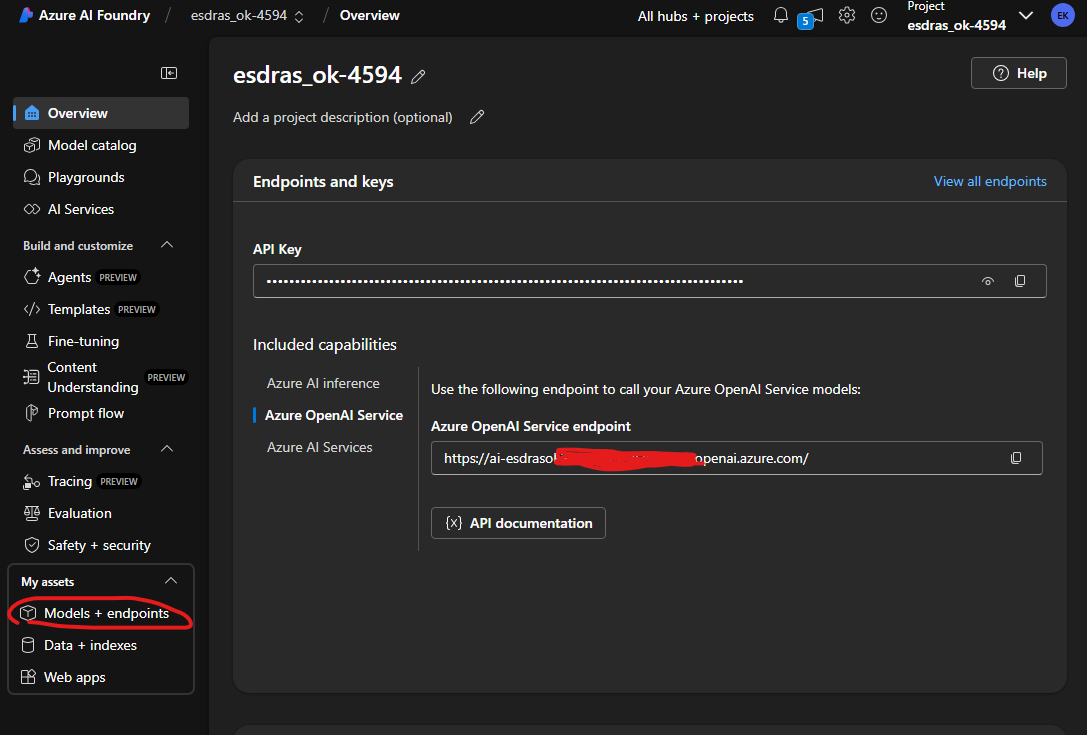 Azure AI Foundry / esdras_ok-4594 / Overview
All hubs + projects
5
Project
esdras_ok-4594
EK
Overview
Model catalog
Playgrounds
AI Services
Build and customize
Agents PREVIEW
Templates PREVIEW
Fine-tuning
Content
Understanding PREVIEW
Prompt flow
Assess and improve
Tracing PREVIEW
Evaluation
Safety + security
My assets
Models + endpoints
Data + indexes
Web apps
esdras_ok-4594
Help
Add a project description (optional)
Endpoints and keys
View all endpoints
API Key
Included capabilities
Azure AI inference
Azure OpenAI Service
Azure AI Services
Use the following endpoint to call your Azure OpenAI Service models:
Azure OpenAI Service endpoint
https://ai-esdraso openai.azure.com/
{x} API documentation